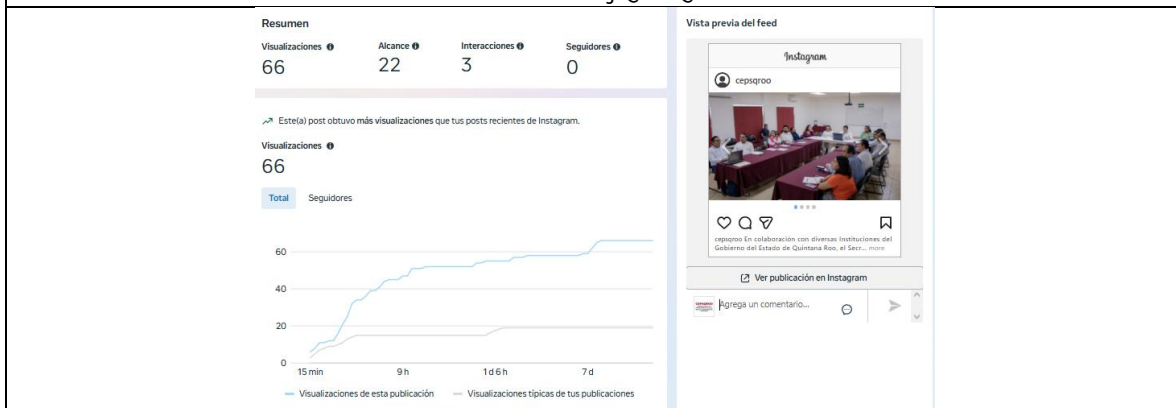 Resumen
Visualizaciones Alcance Interacciones Seguidores
66 22 3 0
Este(a) post obtuvo más visualizaciones que tus posts recientes de Instagram.
Visualizaciones
66
Total Seguidores
60
40
20
0
15 min 9 h 1 d 6 h 7 d
Visualizaciones de esta publicación Visualizaciones típicas de tus publicaciones
Vista previa del feed
Instagram
cepsqroo
cepsqroo En colaboración con diversas Instituciones del
Gobierno del Estado de Quintana Roo, el Secr... more
Ver publicación en Instagram
Agrega un comentario...